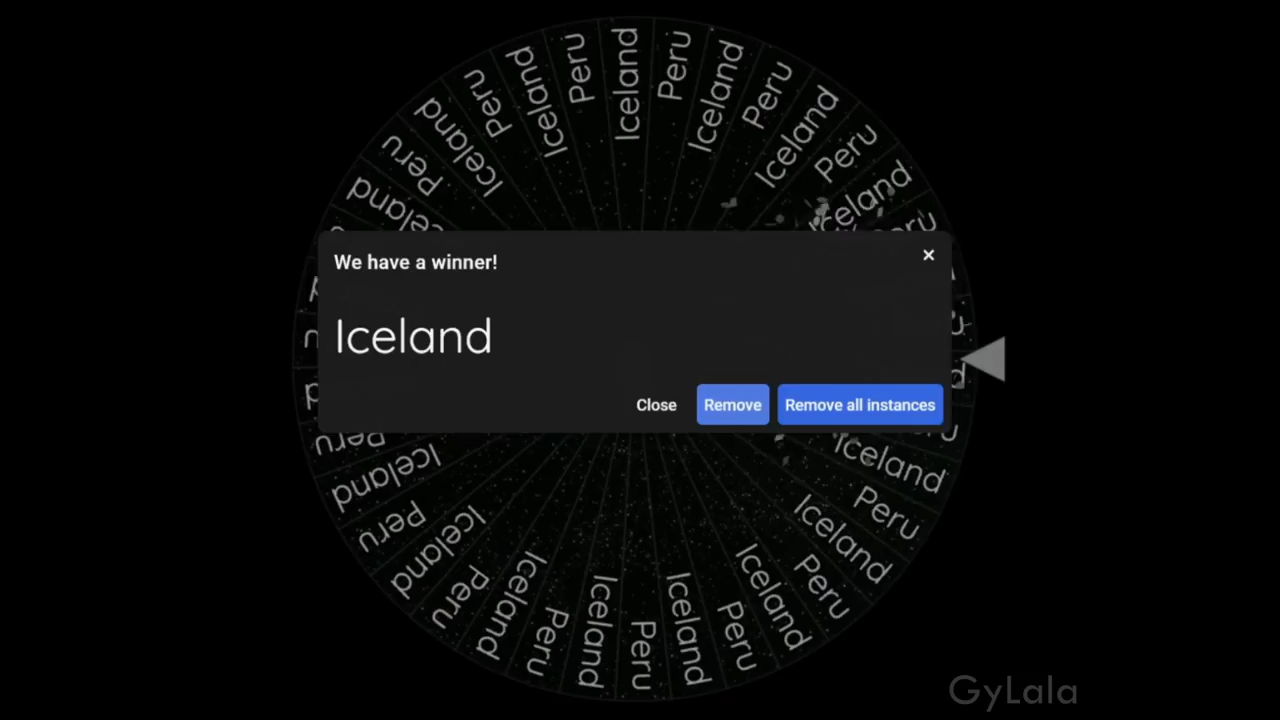 Iceland
Peru
Iceland
Peru
Iceland
Peru
Iceland
Peru
Iceland
Peru
Iceland
Peru
Iceland
Peru
Iceland
We have a winner!
×
Iceland
Close
Remove
Remove all instances
Peru
Iceland
Peru
Iceland
Peru
Iceland
Peru
Iceland
Peru
Iceland
Peru
Iceland
Peru
Iceland
Peru
Iceland
GyLala